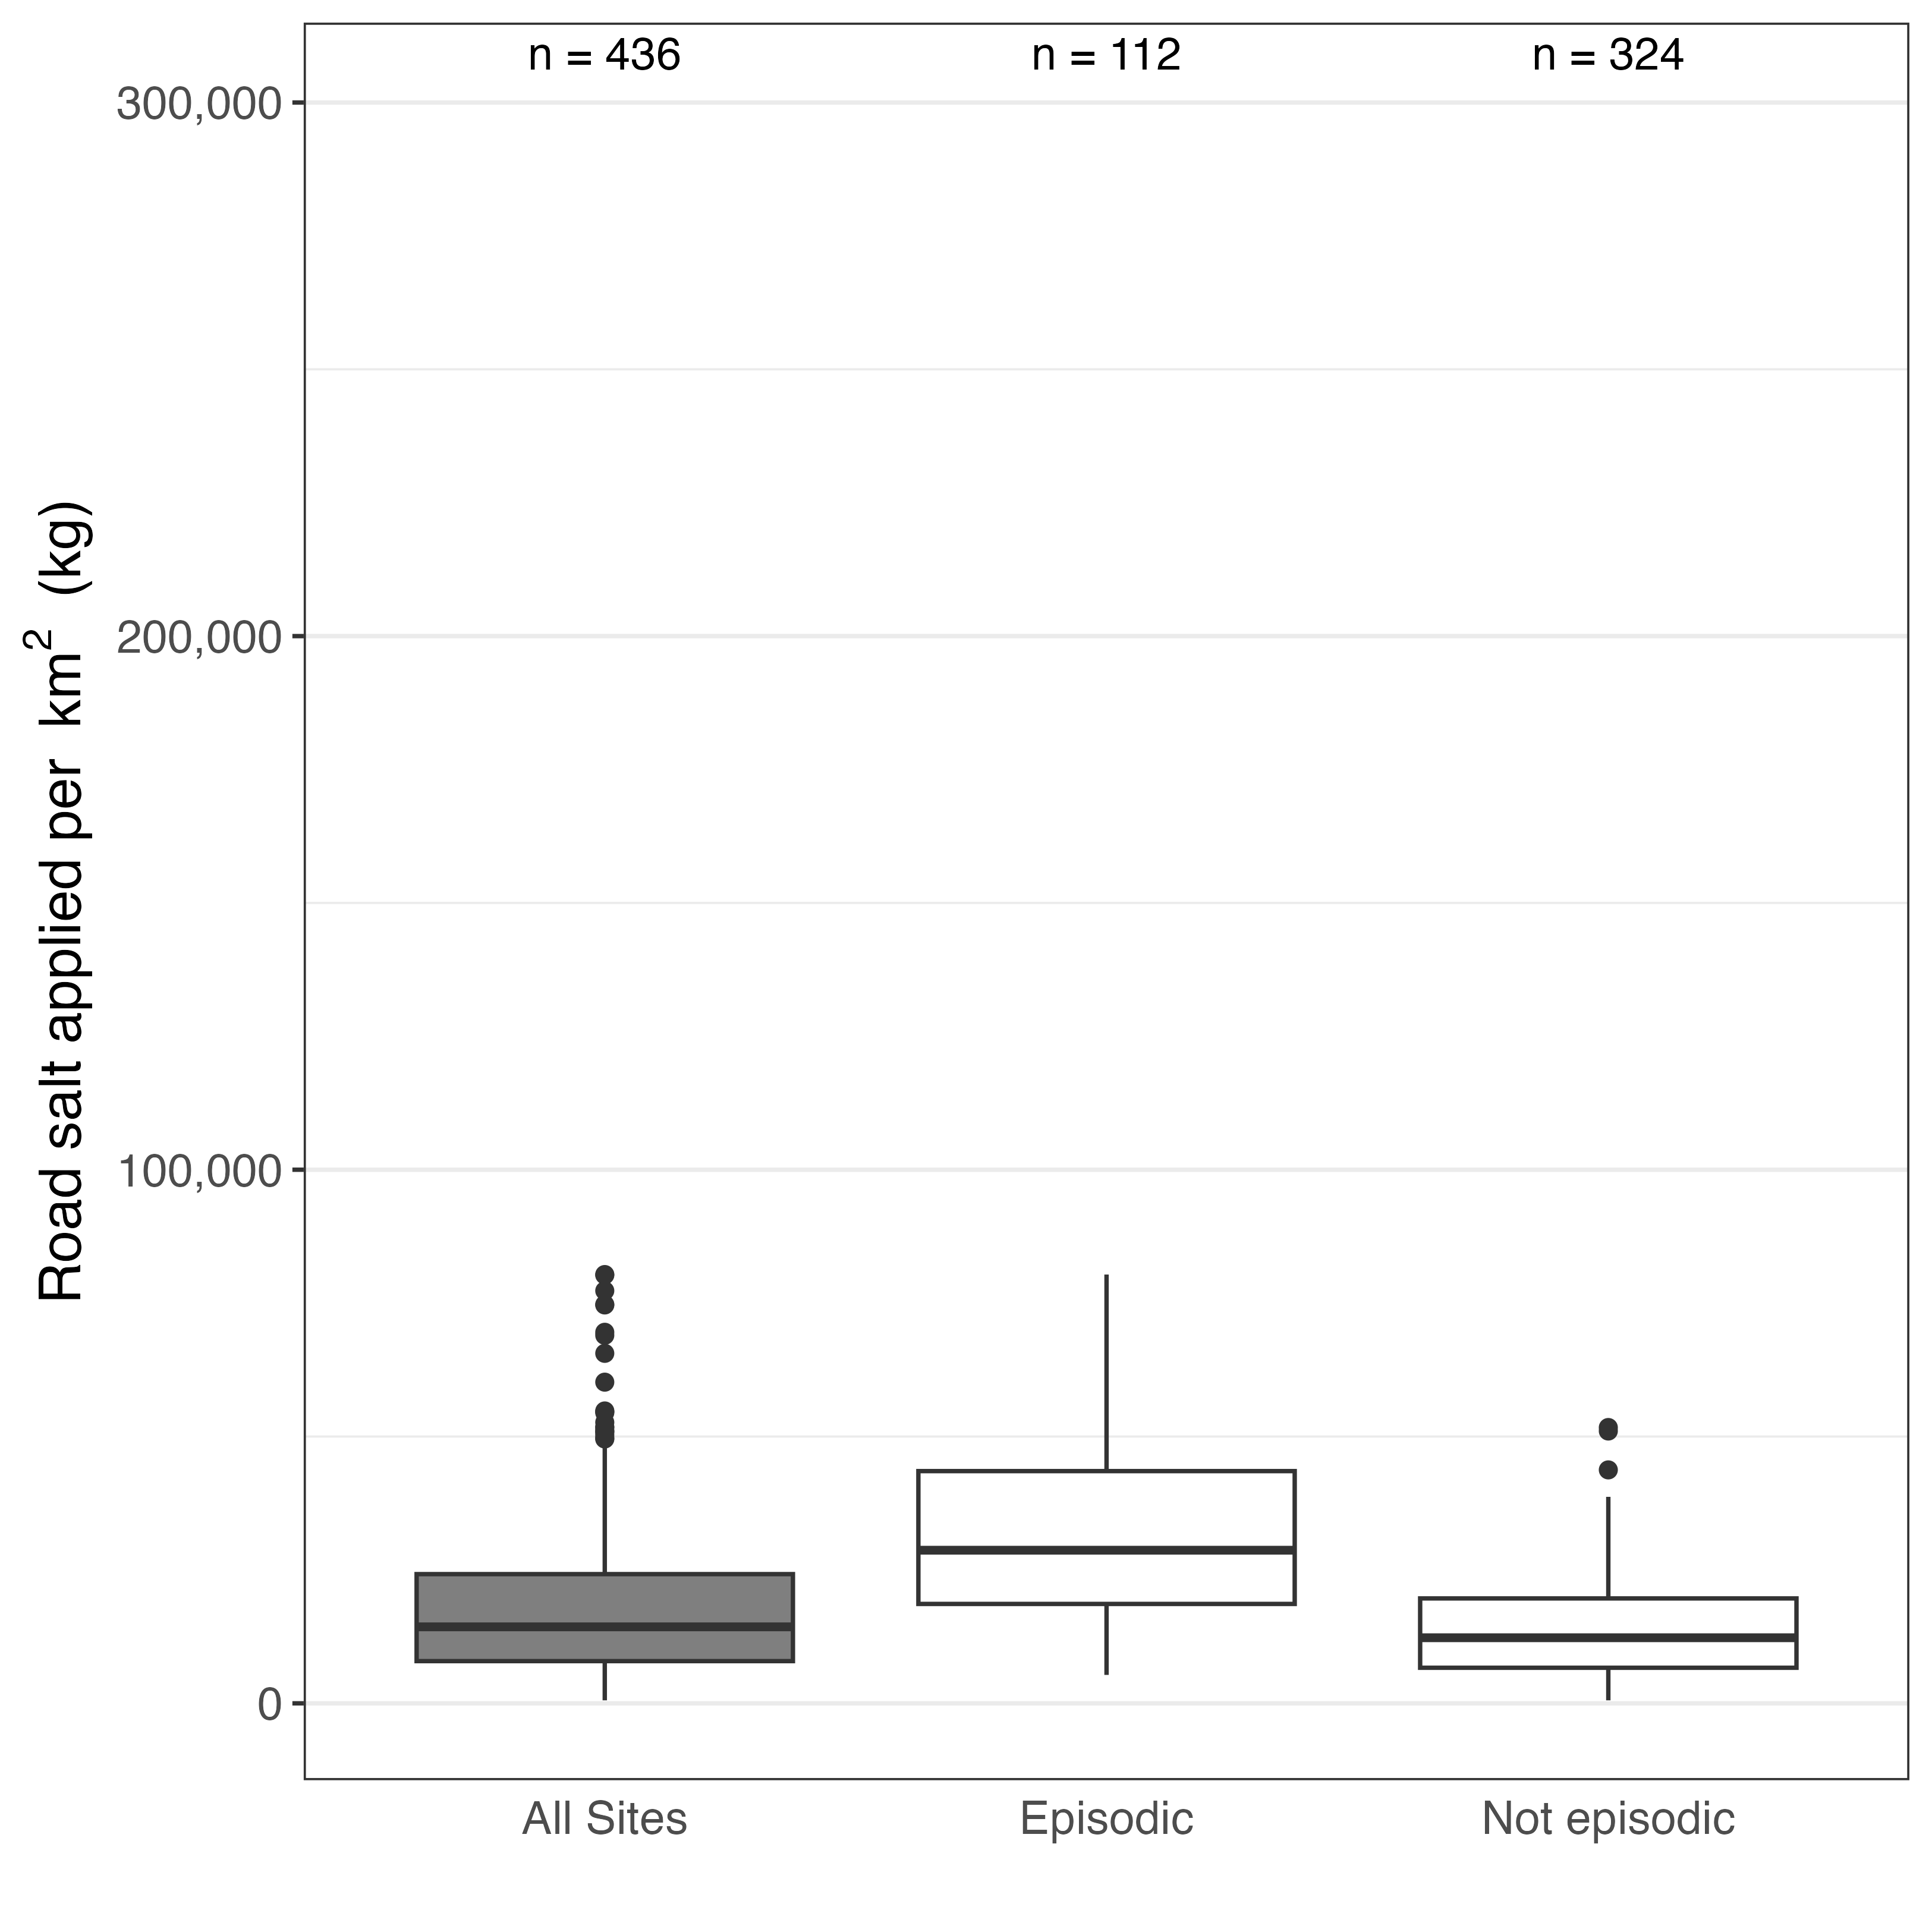 n = 436
n = 112
n = 324
Road salt applied per km² (kg)
300,000
200,000
100,000
0
All Sites
Episodic
Not episodic